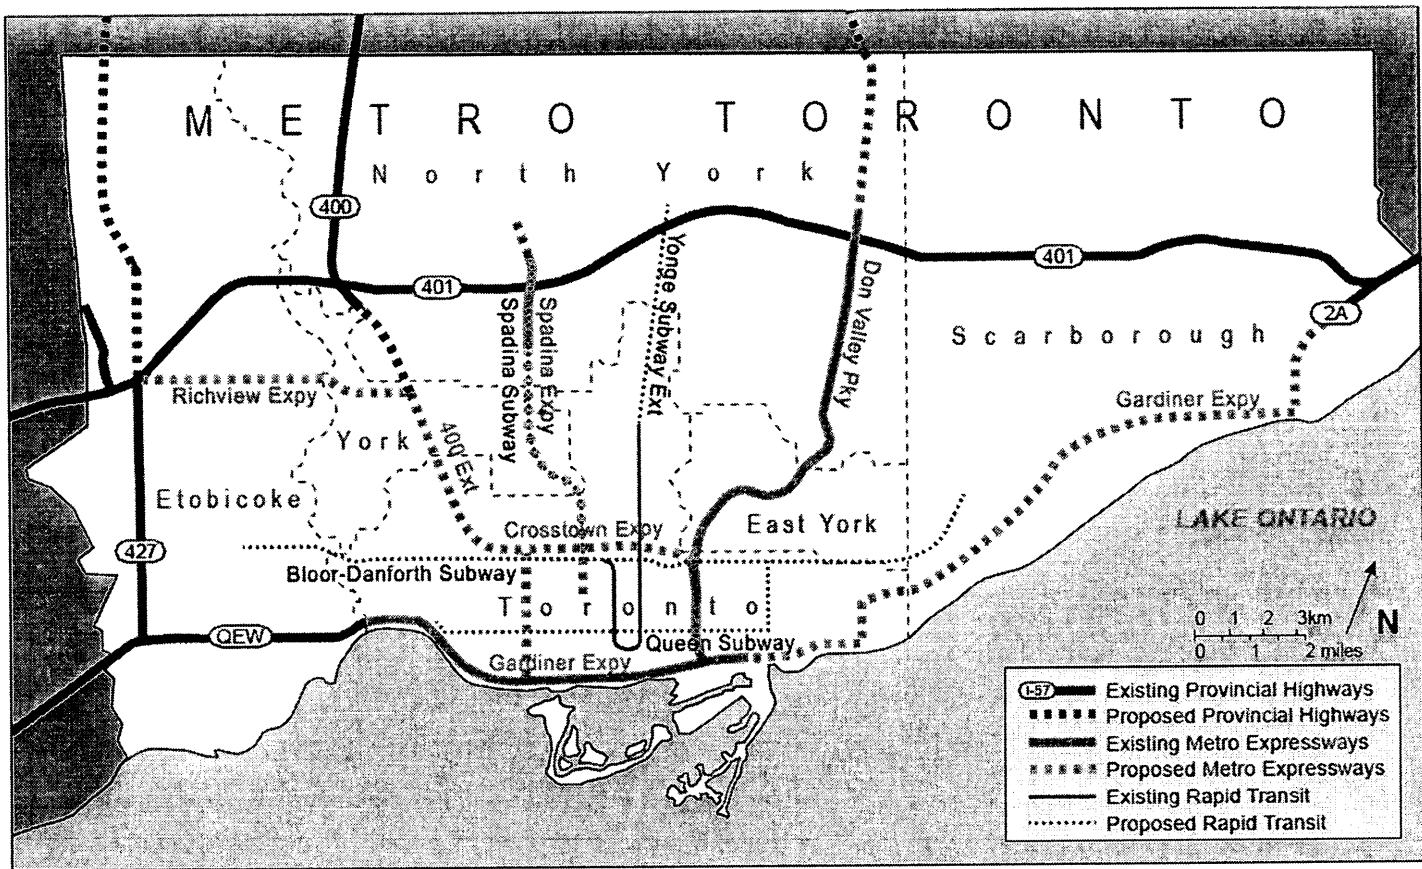 METRO TORONTO
North York
400
401
401
2A
Yonge Subway Ext
Don Valley Pky
Spadina Subway
Spadina Expy
Scarborough
Richview Expy
Gardiner Expy
York
400 Ext
Etobicoke
Crosstown Expy
East York
LAKE ONTARIO
427
Bloor-Danforth Subway
Toronto
QEW
Queen Subway
Gardiner Expy
0 1 2 3km
0 1 2 miles
N
I-57 Existing Provincial Highways
Proposed Provincial Highways
Existing Metro Expressways
Proposed Metro Expressways
Existing Rapid Transit
Proposed Rapid Transit